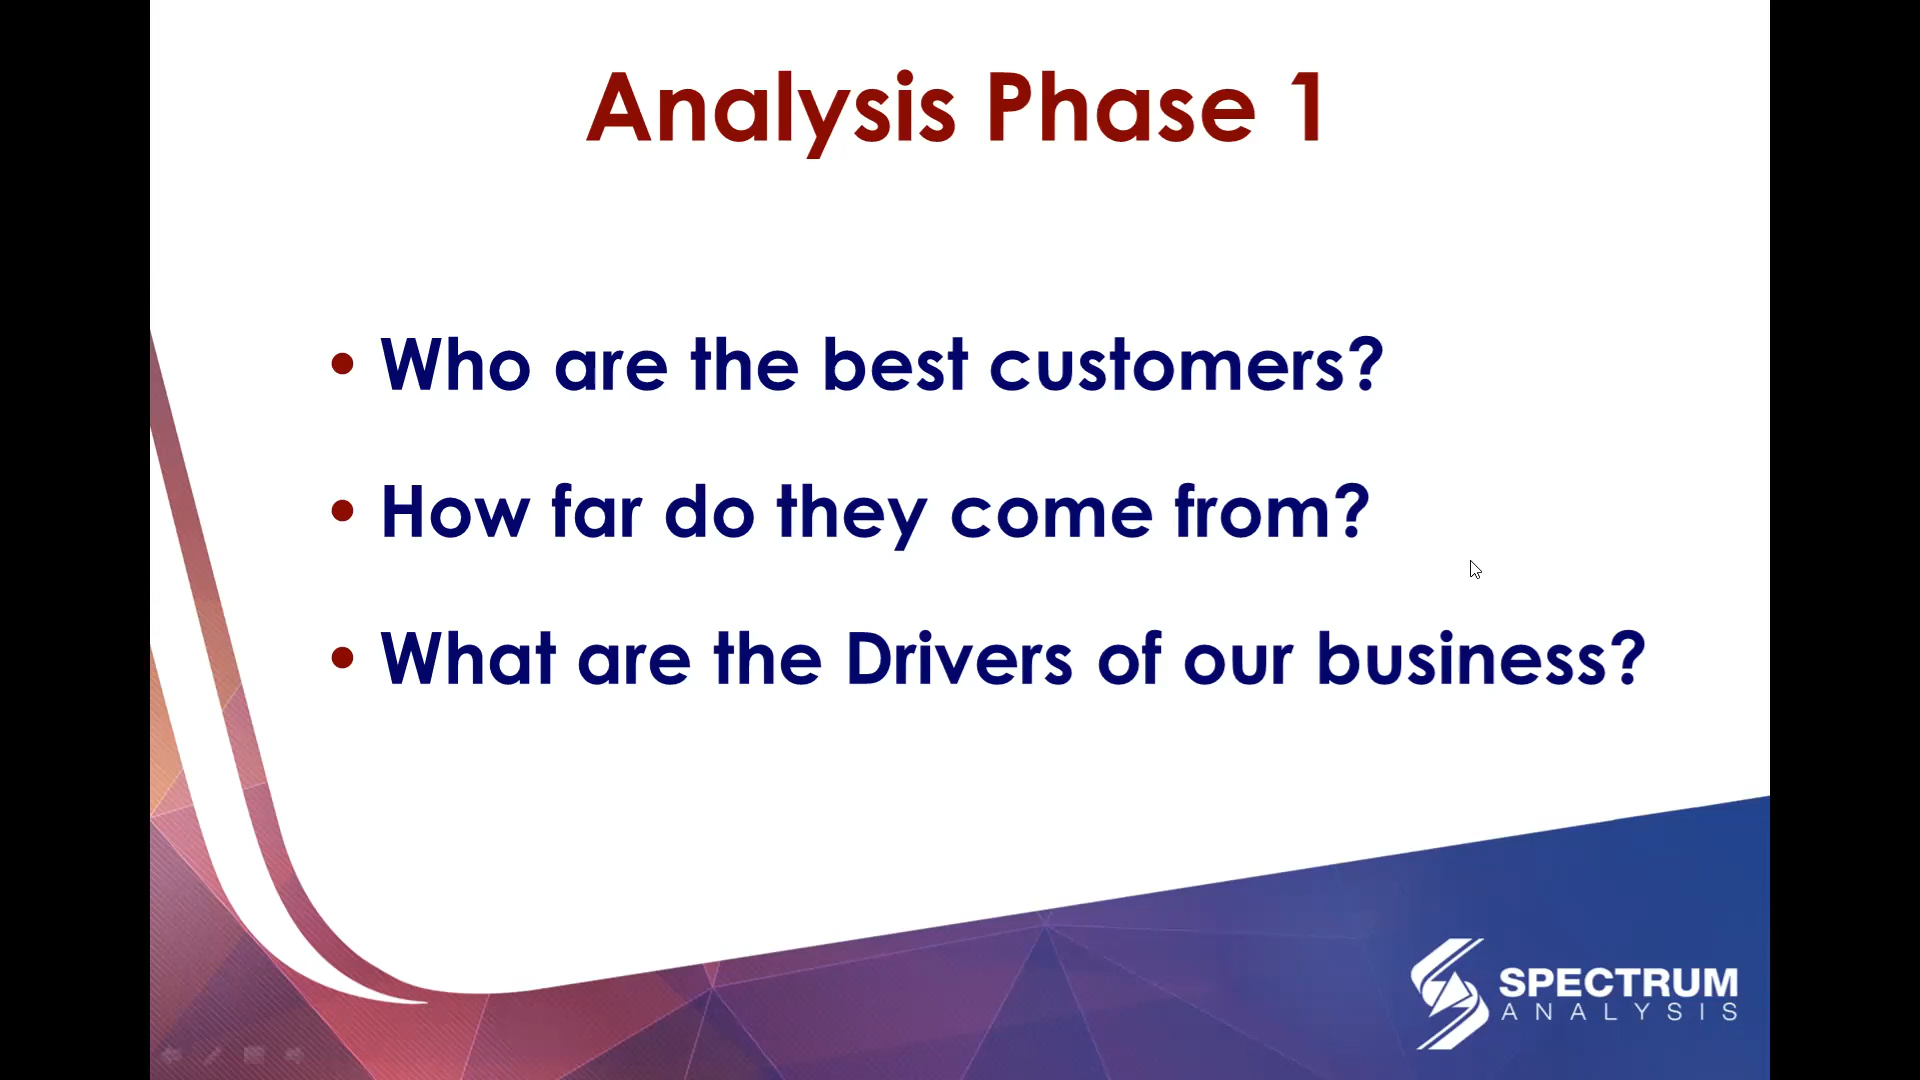 Analysis Phase 1
• Who are the best customers?
• How far do they come from?
• What are the Drivers of our business?
SPECTRUM
ANALYSIS